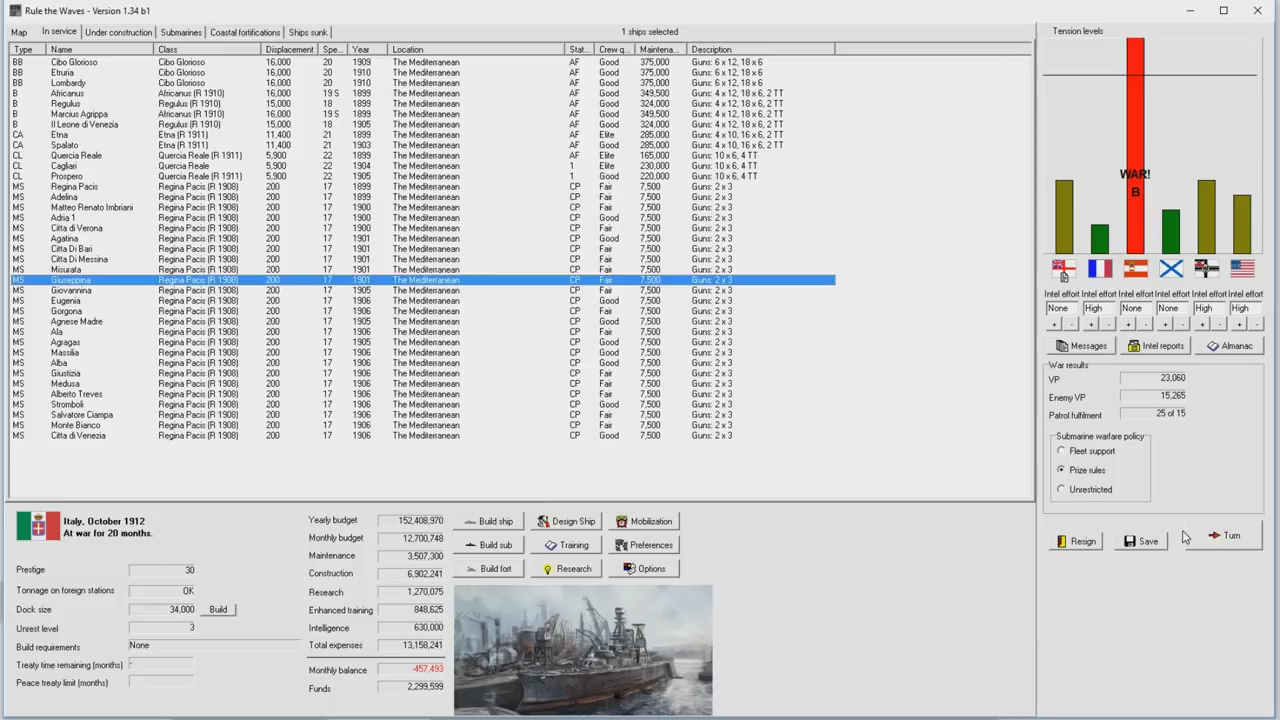 Rule the Waves - Version 1.34 b1
Map In service Under construction Submarines Coastal fortifications Ships sunk 1 ships selected
Type Name Class Displacement Spe... Year Location Stat... Crew q... Maintena... Description
BB Cibo Glorioso Cibo Glorioso 16,000 20 1909 The Mediterranean AF Good 375,000 Guns: 6 x 12, 18 x 6
BB Etruria Cibo Glorioso 16,000 20 1910 The Mediterranean AF Good 375,000 Guns: 6 x 12, 18 x 6
BB Lombardy Cibo Glorioso 16,000 20 1910 The Mediterranean AF Good 375,000 Guns: 6 x 12, 18 x 6
B Africanus Africanus (R 1910) 16,000 19 S 1899 The Mediterranean AF Good 349,500 Guns: 4 x 12, 18 x 6, 2 TT
B Regulus Regulus (R 1910) 15,000 18 1899 The Mediterranean AF Good 324,000 Guns: 4 x 12, 18 x 6, 2 TT
B Marcius Agrippa Africanus (R 1910) 16,000 19 S 1899 The Mediterranean AF Good 349,500 Guns: 4 x 12, 18 x 6, 2 TT
B Il Leone di Venezia Regulus (R 1910) 15,000 18 1905 The Mediterranean AF Good 324,000 Guns: 4 x 12, 18 x 6, 2 TT
CA Etna Etna (R 1911) 11,400 21 1899 The Mediterranean AF Elite 285,000 Guns: 4 x 10, 16 x 6, 2 TT
CA Spalato Etna (R 1911) 11,400 21 1903 The Mediterranean AF Good 285,000 Guns: 4 x 10, 16 x 6, 2 TT
CL Quercia Reale Quercia Reale (R 1911) 5,900 22 1899 The Mediterranean AF Elite 165,000 Guns: 10 x 6, 4 TT
CL Cagliari Quercia Reale 5,900 22 1904 The Mediterranean 1 Elite 230,000 Guns: 10 x 6, 4 TT
CL Prospero Quercia Reale (R 1911) 5,900 22 1905 The Mediterranean 1 Good 220,000 Guns: 10 x 6, 4 TT
MS Regina Pacis Regina Pacis (R 1908) 200 17 1899 The Mediterranean CP Fair 7,500 Guns: 2 x 3
MS Adelina Regina Pacis (R 1908) 200 17 1899 The Mediterranean CP Fair 7,500 Guns: 2 x 3
MS Matteo Renato Imbriani Regina Pacis (R 1908) 200 17 1900 The Mediterranean CP Fair 7,500 Guns: 2 x 3
MS Adria 1 Regina Pacis (R 1908) 200 17 1900 The Mediterranean CP Good 7,500 Guns: 2 x 3
MS Citta di Verona Regina Pacis (R 1908) 200 17 1900 The Mediterranean CP Fair 7,500 Guns: 2 x 3
MS Agatina Regina Pacis (R 1908) 200 17 1901 The Mediterranean CP Good 7,500 Guns: 2 x 3
MS Citta Di Bari Regina Pacis (R 1908) 200 17 1901 The Mediterranean CP Fair 7,500 Guns: 2 x 3
MS Citta Di Messina Regina Pacis (R 1908) 200 17 1901 The Mediterranean CP Fair 7,500 Guns: 2 x 3
MS Misurata Regina Pacis (R 1908) 200 17 1901 The Mediterranean CP Fair 7,500 Guns: 2 x 3
MS Giuseppina Regina Pacis (R 1908) 200 17 1901 The Mediterranean CP Fair 7,500 Guns: 2 x 3
MS Giovannina Regina Pacis (R 1908) 200 17 1905 The Mediterranean CP Fair 7,500 Guns: 2 x 3
MS Eugenia Regina Pacis (R 1908) 200 17 1906 The Mediterranean CP Good 7,500 Guns: 2 x 3
MS Gorgona Regina Pacis (R 1908) 200 17 1906 The Mediterranean CP Fair 7,500 Guns: 2 x 3
MS Agnese Madre Regina Pacis (R 1908) 200 17 1905 The Mediterranean CP Good 7,500 Guns: 2 x 3
MS Ala Regina Pacis (R 1908) 200 17 1906 The Mediterranean CP Fair 7,500 Guns: 2 x 3
MS Agragas Regina Pacis (R 1908) 200 17 1906 The Mediterranean CP Good 7,500 Guns: 2 x 3
MS Massilia Regina Pacis (R 1908) 200 17 1906 The Mediterranean CP Good 7,500 Guns: 2 x 3
MS Alba Regina Pacis (R 1908) 200 17 1906 The Mediterranean CP Good 7,500 Guns: 2 x 3
MS Giustizia Regina Pacis (R 1908) 200 17 1906 The Mediterranean CP Fair 7,500 Guns: 2 x 3
MS Medusa Regina Pacis (R 1908) 200 17 1906 The Mediterranean CP Fair 7,500 Guns: 2 x 3
MS Alberto Treves Regina Pacis (R 1908) 200 17 1906 The Mediterranean CP Fair 7,500 Guns: 2 x 3
MS Stromboli Regina Pacis (R 1908) 200 17 1906 The Mediterranean CP Good 7,500 Guns: 2 x 3
MS Salvatore Ciampa Regina Pacis (R 1908) 200 17 1906 The Mediterranean CP Fair 7,500 Guns: 2 x 3
MS Monte Bianco Regina Pacis (R 1908) 200 17 1906 The Mediterranean CP Fair 7,500 Guns: 2 x 3
MS Citta di Venezia Regina Pacis (R 1908) 200 17 1906 The Mediterranean CP Good 7,500 Guns: 2 x 3
Tension levels
WAR!
B
Intel effort Intel effort Intel effort Intel effort Intel effort Intel effort
None High None None High High
+ - + - + - + - + - + -
Messages Intel reports Almanac
War results
VP 23,060
Enemy VP 15,265
Patrol fulfilment 25 of 15
Submarine warfare policy
Fleet support
Prize rules
Unrestricted
Resign Save Turn
Italy, October 1912
At war for 20 months.
Prestige 30
Tonnage on foreign stations OK
Dock size 34,000 Build
Unrest level 3
Build requirements None
Treaty time remaining (months) -
Peace treaty limit (months)
Yearly budget 152,408,970
Monthly budget 12,700,748
Maintenance 3,507,300
Construction 6,902,241
Research 1,270,075
Enhanced training 848,625
Intelligence 630,000
Total expenses 13,158,241
Monthly balance -457,493
Funds 2,299,599
Build ship Design Ship Mobilization
Build sub Training Preferences
Build fort Research Options